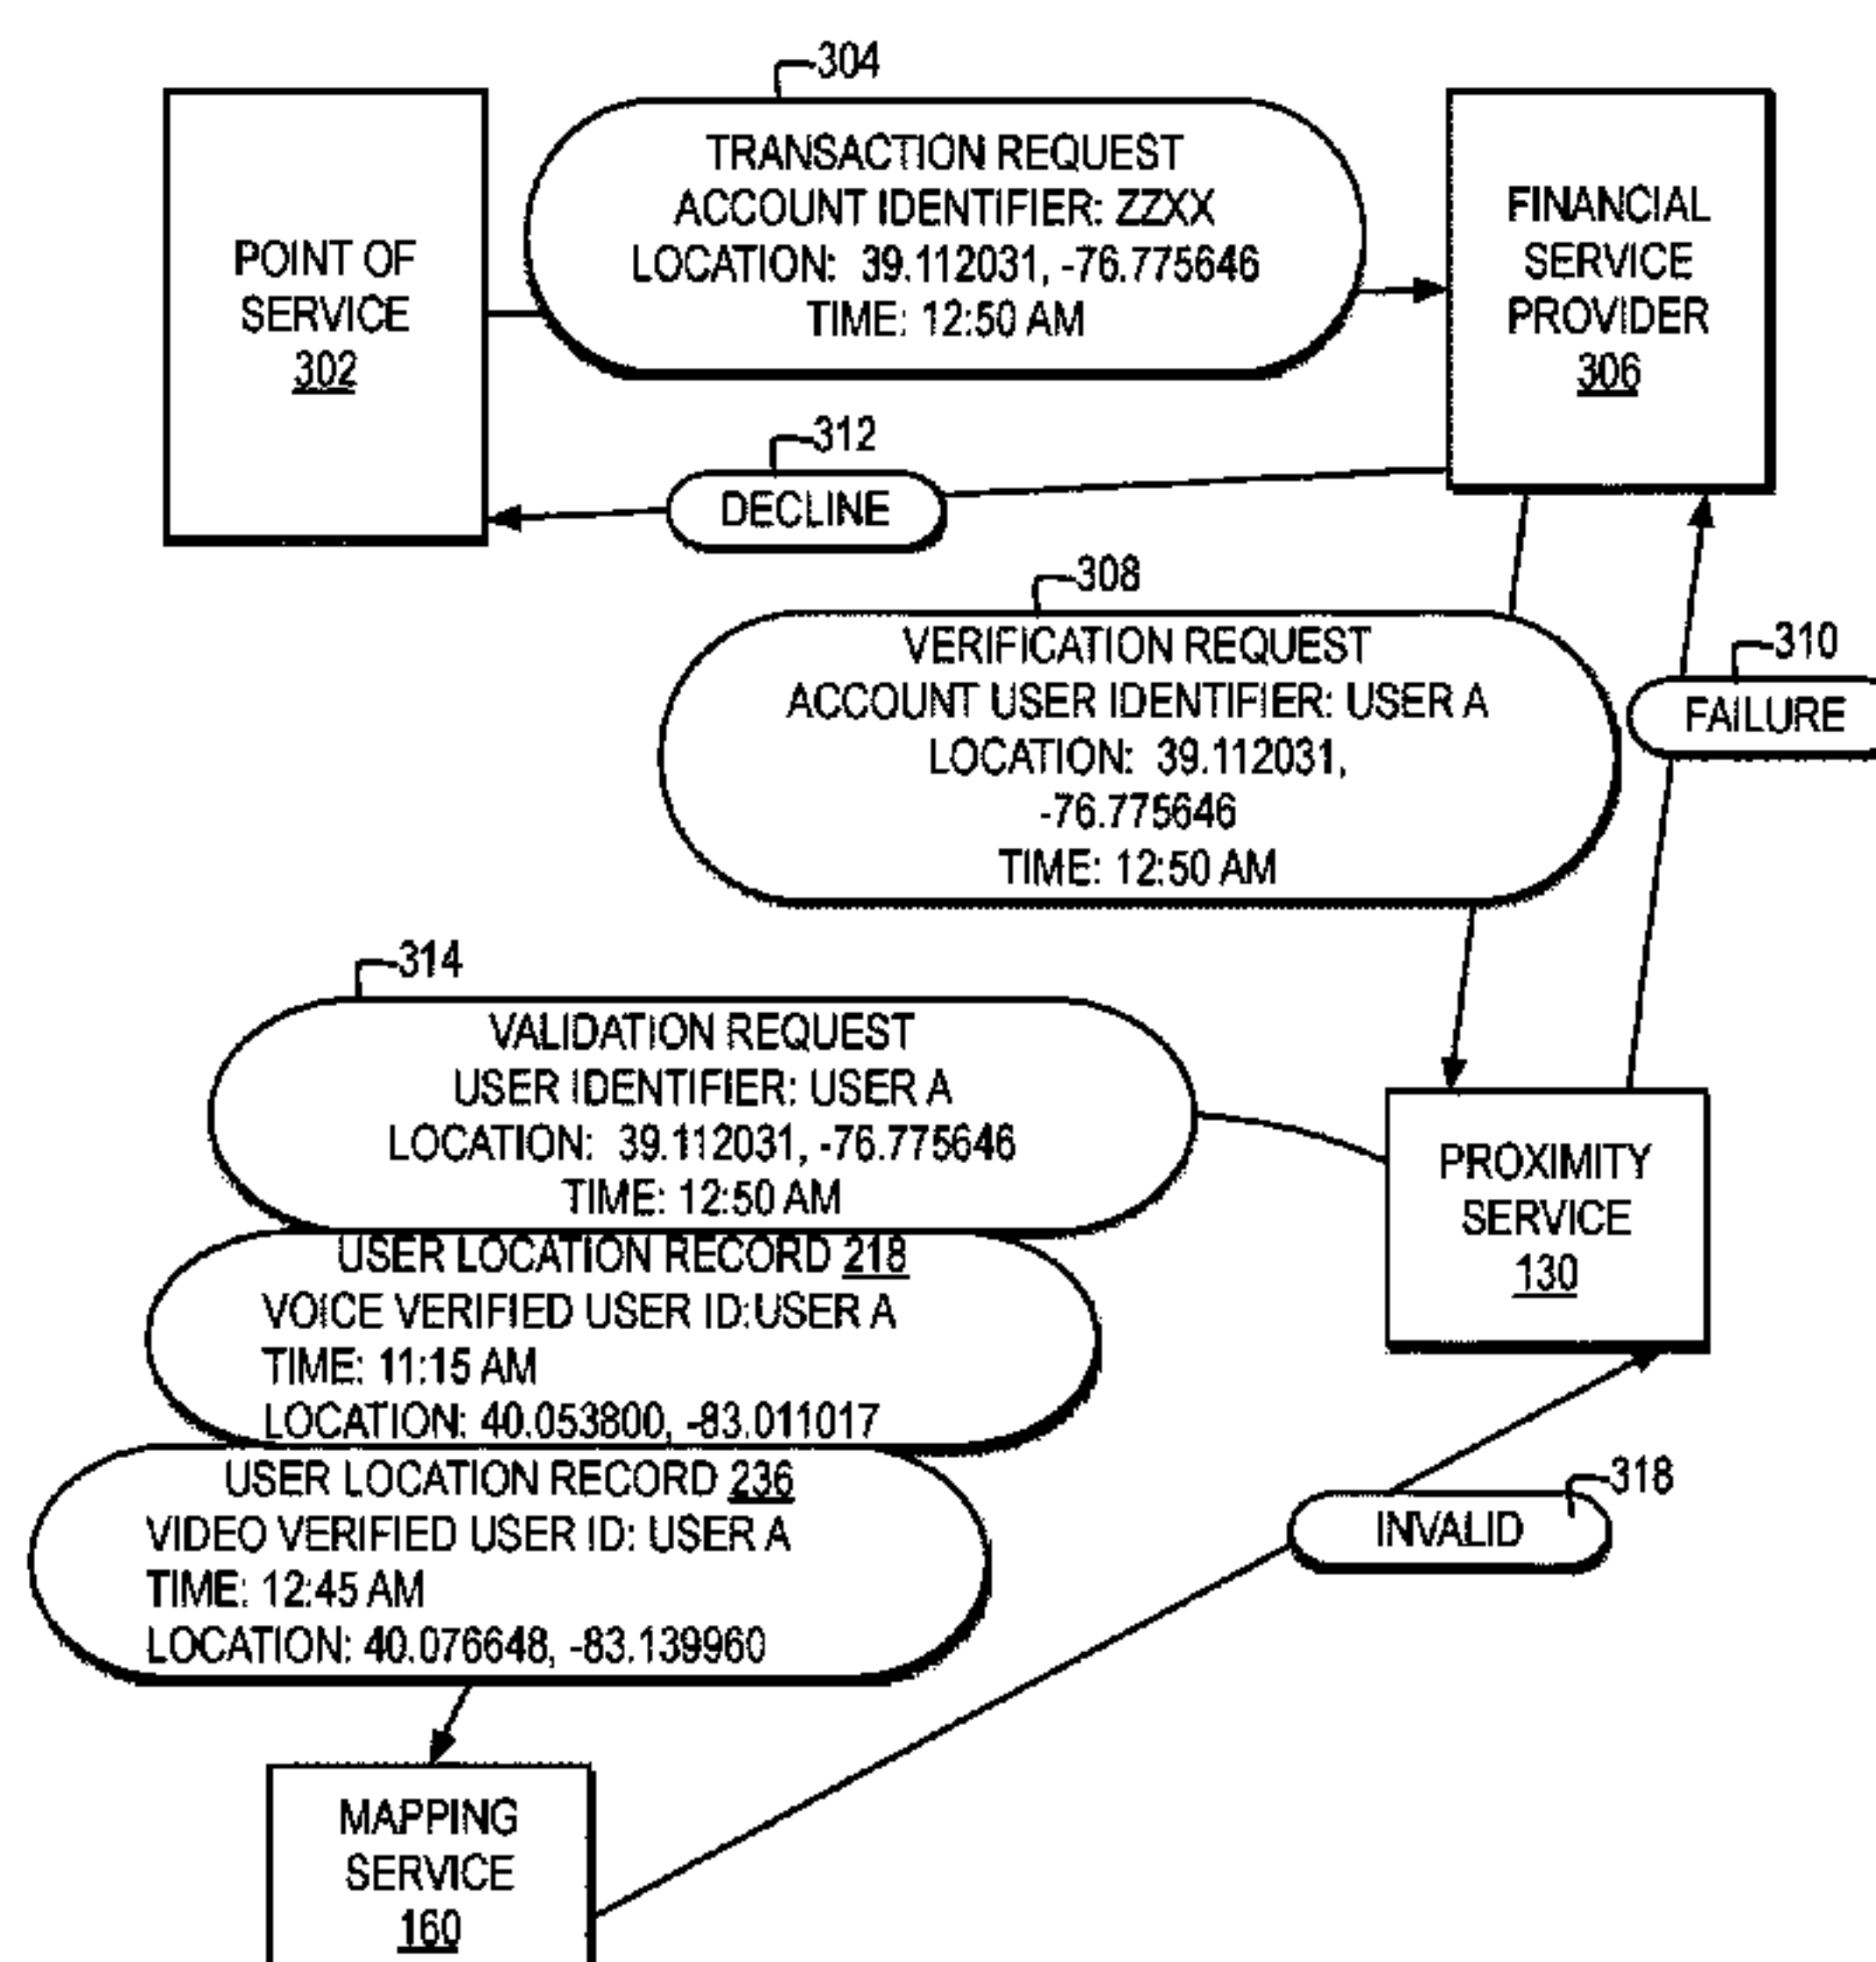 304
TRANSACTION REQUEST
ACCOUNT IDENTIFIER: ZZXX
LOCATION: 39.112031, -76.775646
TIME: 12:50 AM
POINT OF
SERVICE
302
FINANCIAL
SERVICE
PROVIDER
306
312
DECLINE
308
VERIFICATION REQUEST
ACCOUNT USER IDENTIFIER: USER A
LOCATION: 39.112031,
-76.775646
TIME: 12:50 AM
310
FAILURE
314
VALIDATION REQUEST
USER IDENTIFIER: USER A
LOCATION: 39.112031, -76.775646
TIME: 12:50 AM
PROXIMITY
SERVICE
130
USER LOCATION RECORD 218
VOICE VERIFIED USER ID:USER A
TIME: 11:15 AM
LOCATION: 40.053800, -83.011017
USER LOCATION RECORD 236
VIDEO VERIFIED USER ID: USER A
TIME: 12:45 AM
LOCATION: 40.076648, -83.139960
318
INVALID
MAPPING
SERVICE
160